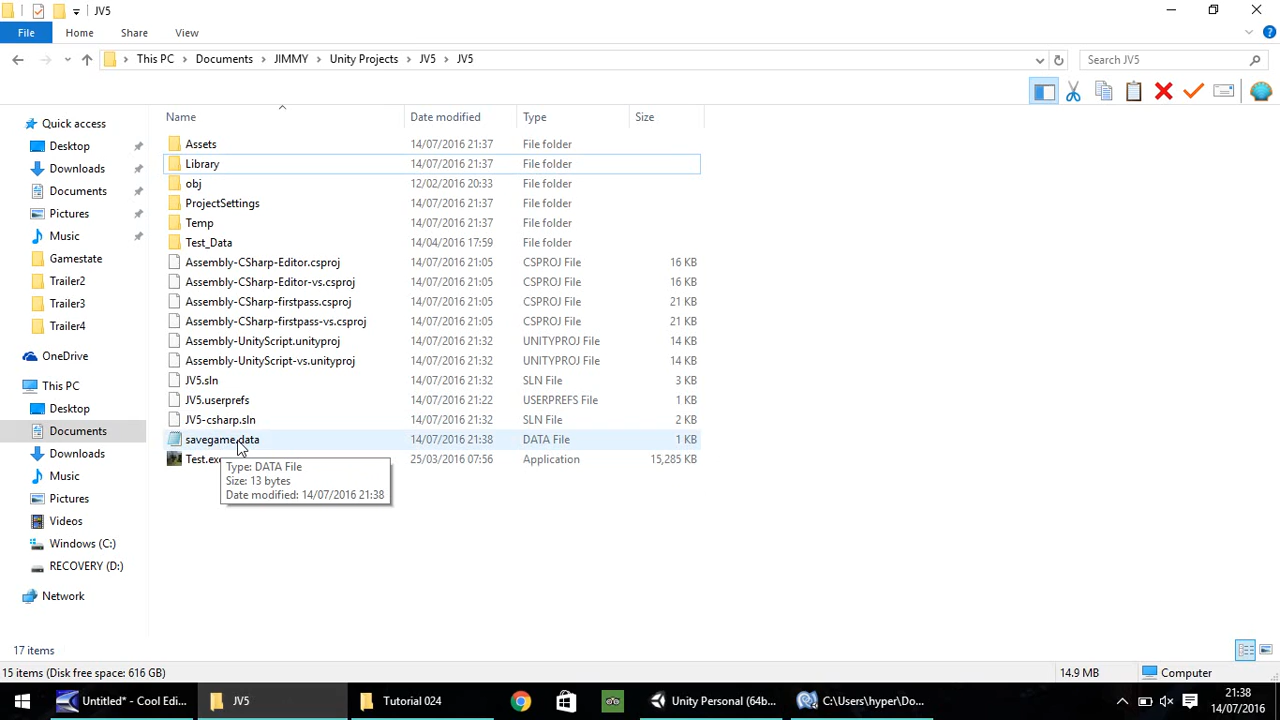 JV5
File Home Share View
This PC Documents JIMMY Unity Projects JV5 JV5
Search JV5
Name Date modified Type Size
Quick access
Desktop
Downloads
Documents
Pictures
Music
Gamestate
Trailer2
Trailer3
Trailer4
OneDrive
This PC
Desktop
Documents
Downloads
Music
Pictures
Videos
Windows (C:)
RECOVERY (D:)
Network
Assets 14/07/2016 21:37 File folder
Library 14/07/2016 21:37 File folder
obj 12/02/2016 20:33 File folder
ProjectSettings 14/07/2016 21:37 File folder
Temp 14/07/2016 21:37 File folder
Test_Data 14/04/2016 17:59 File folder
Assembly-CSharp-Editor.csproj 14/07/2016 21:05 CSPROJ File 16 KB
Assembly-CSharp-Editor-vs.csproj 14/07/2016 21:05 CSPROJ File 16 KB
Assembly-CSharp-firstpass.csproj 14/07/2016 21:05 CSPROJ File 21 KB
Assembly-CSharp-firstpass-vs.csproj 14/07/2016 21:05 CSPROJ File 21 KB
Assembly-UnityScript.unityproj 14/07/2016 21:32 UNITYPROJ File 14 KB
Assembly-UnityScript-vs.unityproj 14/07/2016 21:32 UNITYPROJ File 14 KB
JV5.sln 14/07/2016 21:32 SLN File 3 KB
JV5.userprefs 14/07/2016 21:22 USERPREFS File 1 KB
JV5-csharp.sln 14/07/2016 21:32 SLN File 2 KB
savegame.data 14/07/2016 21:38 DATA File 1 KB
Test.exe 25/03/2016 07:56 Application 15,285 KB
Type: DATA File
Size: 13 bytes
Date modified: 14/07/2016 21:38
17 items
15 items (Disk free space: 616 GB) 14.9 MB Computer
Untitled* - Cool Edi... JV5 Tutorial 024 Unity Personal (64b... C:\Users\hyper\Do...
21:38
14/07/2016